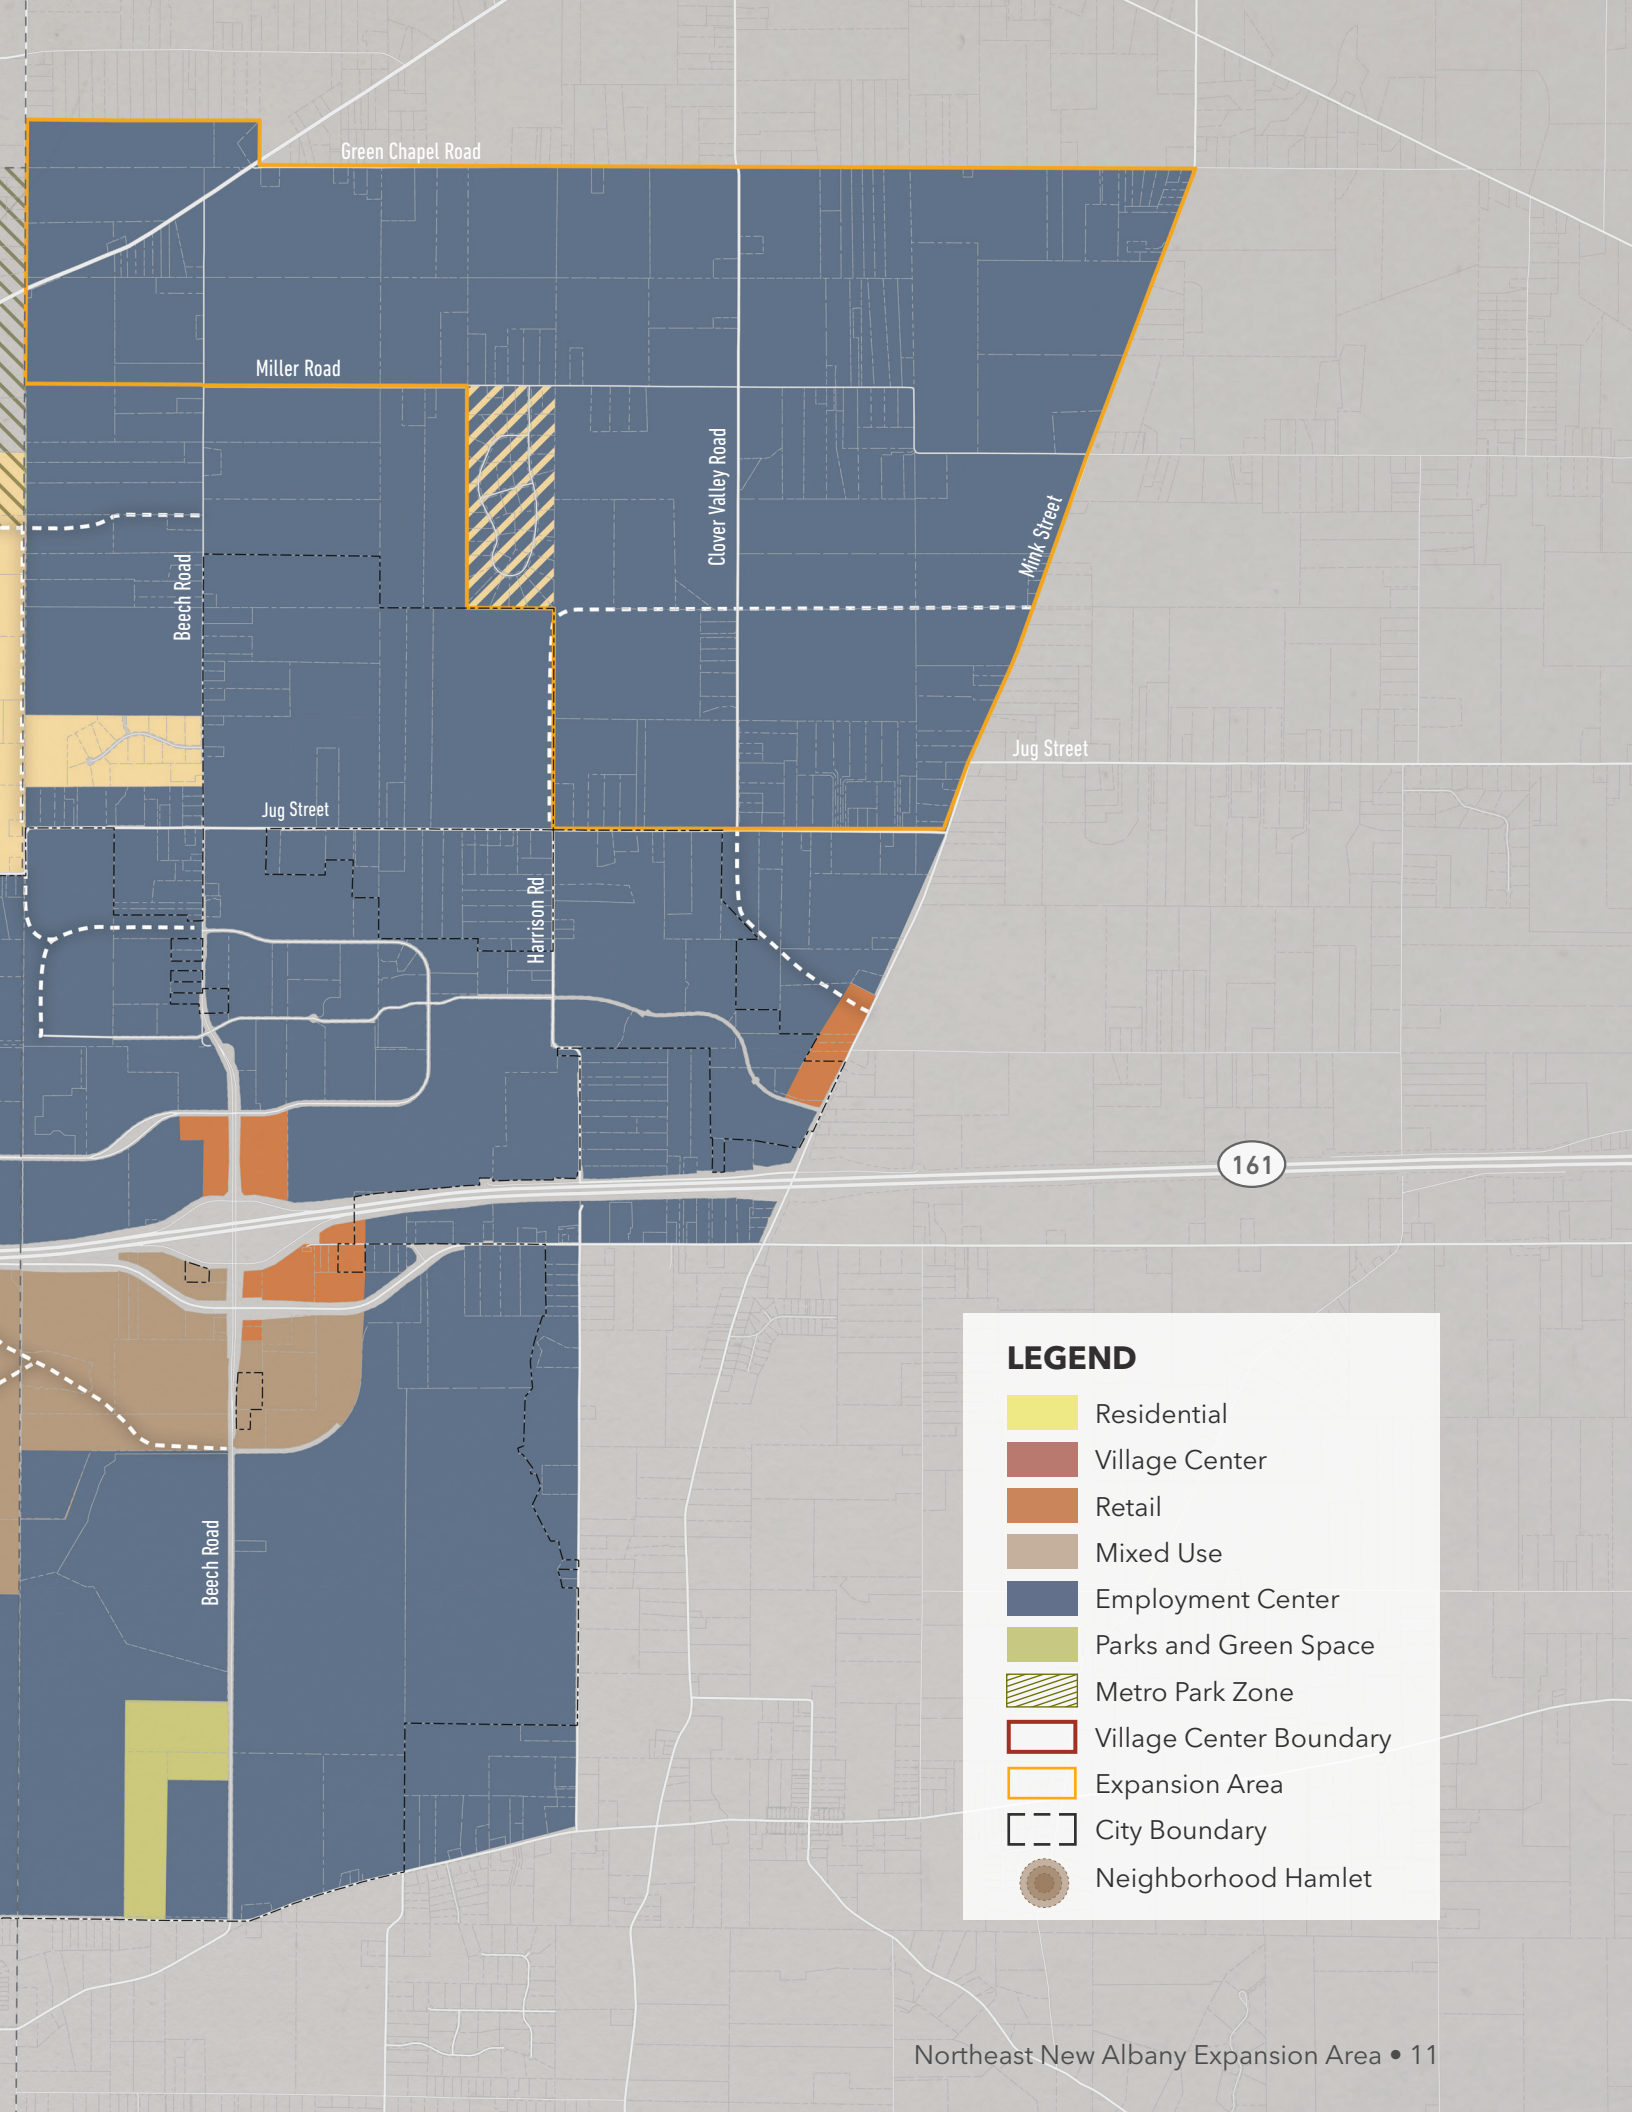 Green Chapel Road
Miller Road
Clover Valley Road
Mink Street
Beech Road
Jug Street
Jug Street
Harrison Rd
161
Beech Road
LEGEND
Residential
Village Center
Retail
Mixed Use
Employment Center
Parks and Green Space
Metro Park Zone
Village Center Boundary
Expansion Area
City Boundary
Neighborhood Hamlet
Northeast New Albany Expansion Area • 11